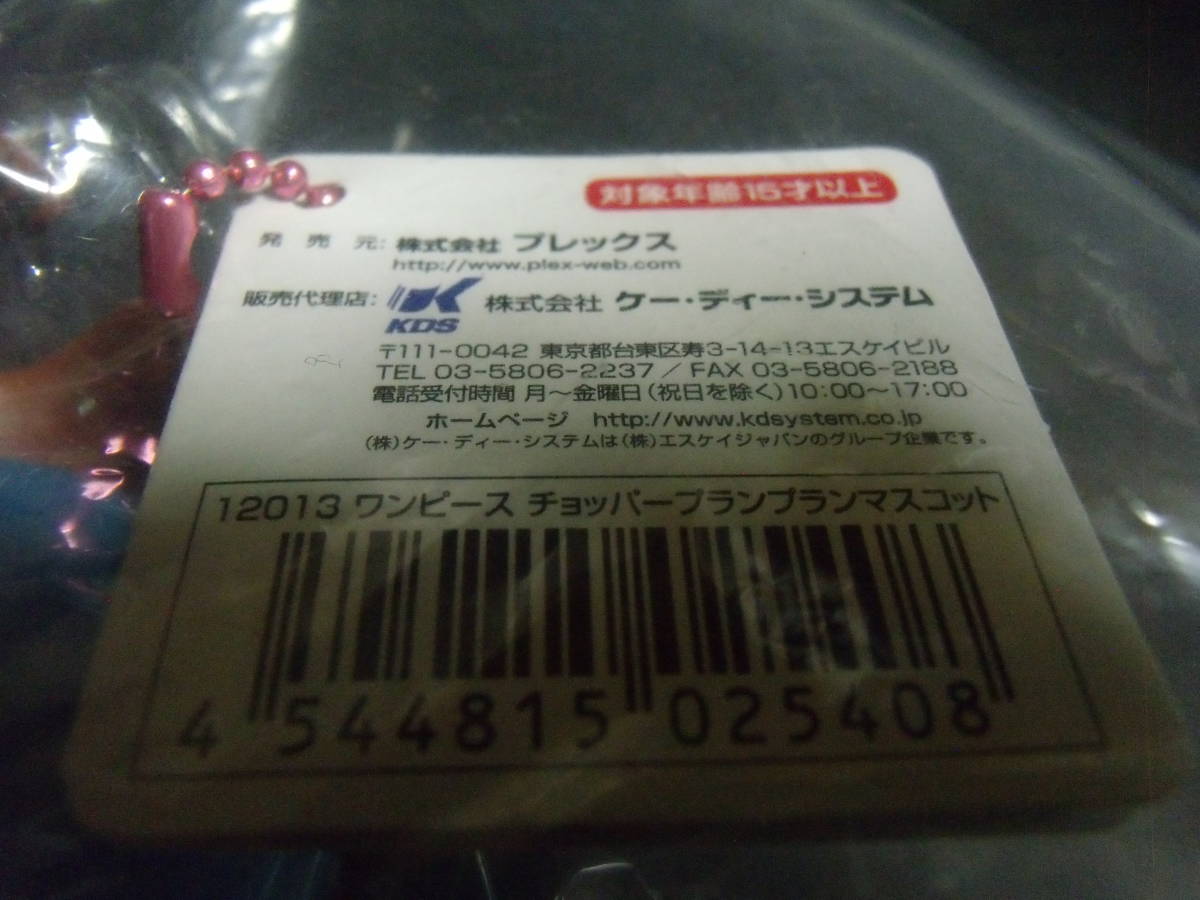 対象年齢15才以上
発売元: 株式会社 プレックス
http://www.plex-web.com
販売代理店: KDS 株式会社 ケー・ディー・システム
〒111-0042 東京都台東区寿3-14-13エスケイビル
TEL 03-5806-2237/FAX 03-5806-2188
電話受付時間 月～金曜日(祝日を除く)10:00～17:00
ホームページ http://www.kdsystem.co.jp
(株)ケー・ディー・システムは(株)エスケイジャパンのグループ企業です。
12013 ワンピース チョッパープランプランマスコット
4 544815 025408